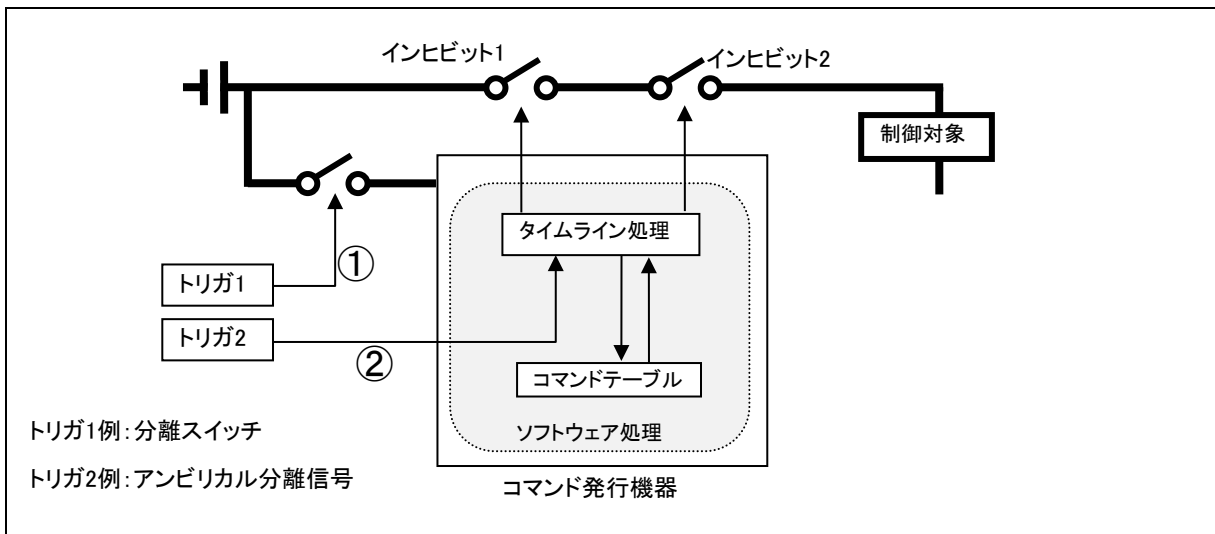 インヒビット1
インヒビット2
制御対象
タイムライン処理
①
トリガ1
トリガ2
②
コマンドテーブル
トリガ1例：分離スイッチ
ソフトウェア処理
トリガ2例：アンビリカル分離信号
コマンド発行機器